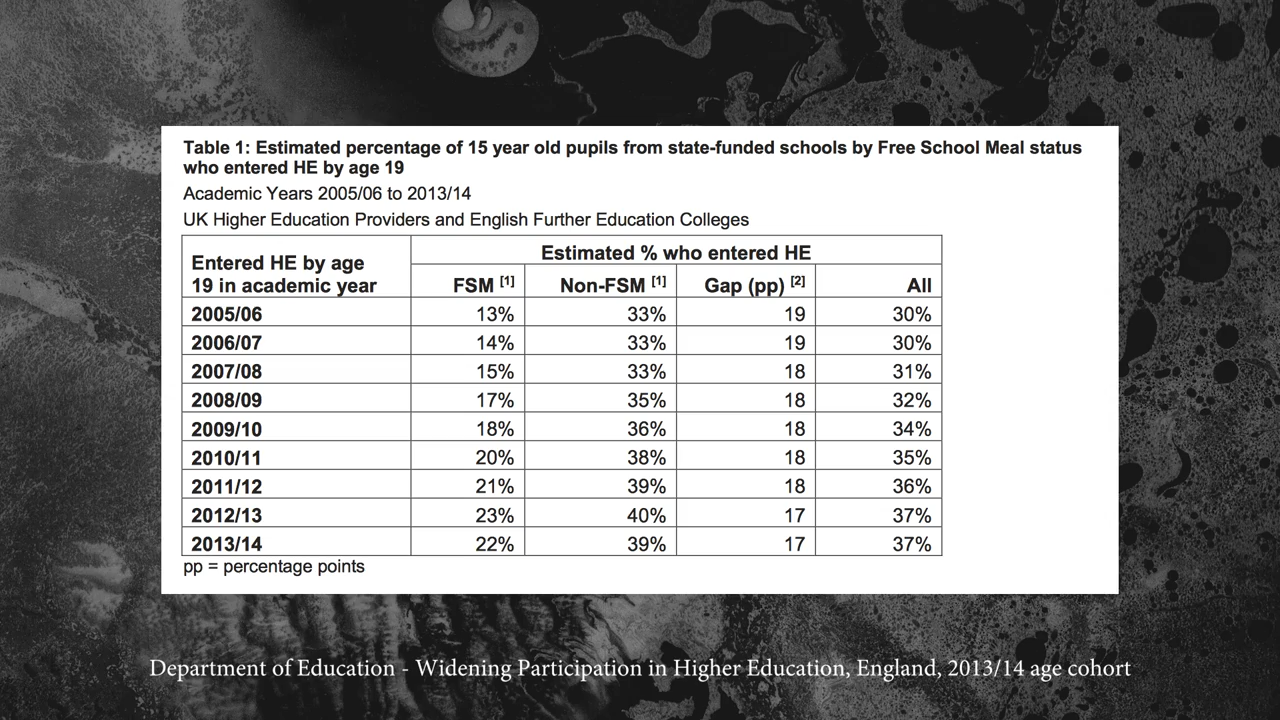 Table 1: Estimated percentage of 15 year old pupils from state-funded schools by Free School Meal status
who entered HE by age 19
Academic Years 2005/06 to 2013/14
UK Higher Education Providers and English Further Education Colleges
Entered HE by age
19 in academic year
Estimated % who entered HE
FSM [1] Non-FSM [1] Gap (pp) [2] All
2005/06 13% 33% 19 30%
2006/07 14% 33% 19 30%
2007/08 15% 33% 18 31%
2008/09 17% 35% 18 32%
2009/10 18% 36% 18 34%
2010/11 20% 38% 18 35%
2011/12 21% 39% 18 36%
2012/13 23% 40% 17 37%
2013/14 22% 39% 17 37%
pp = percentage points
Department of Education - Widening Participation in Higher Education, England, 2013/14 age cohort